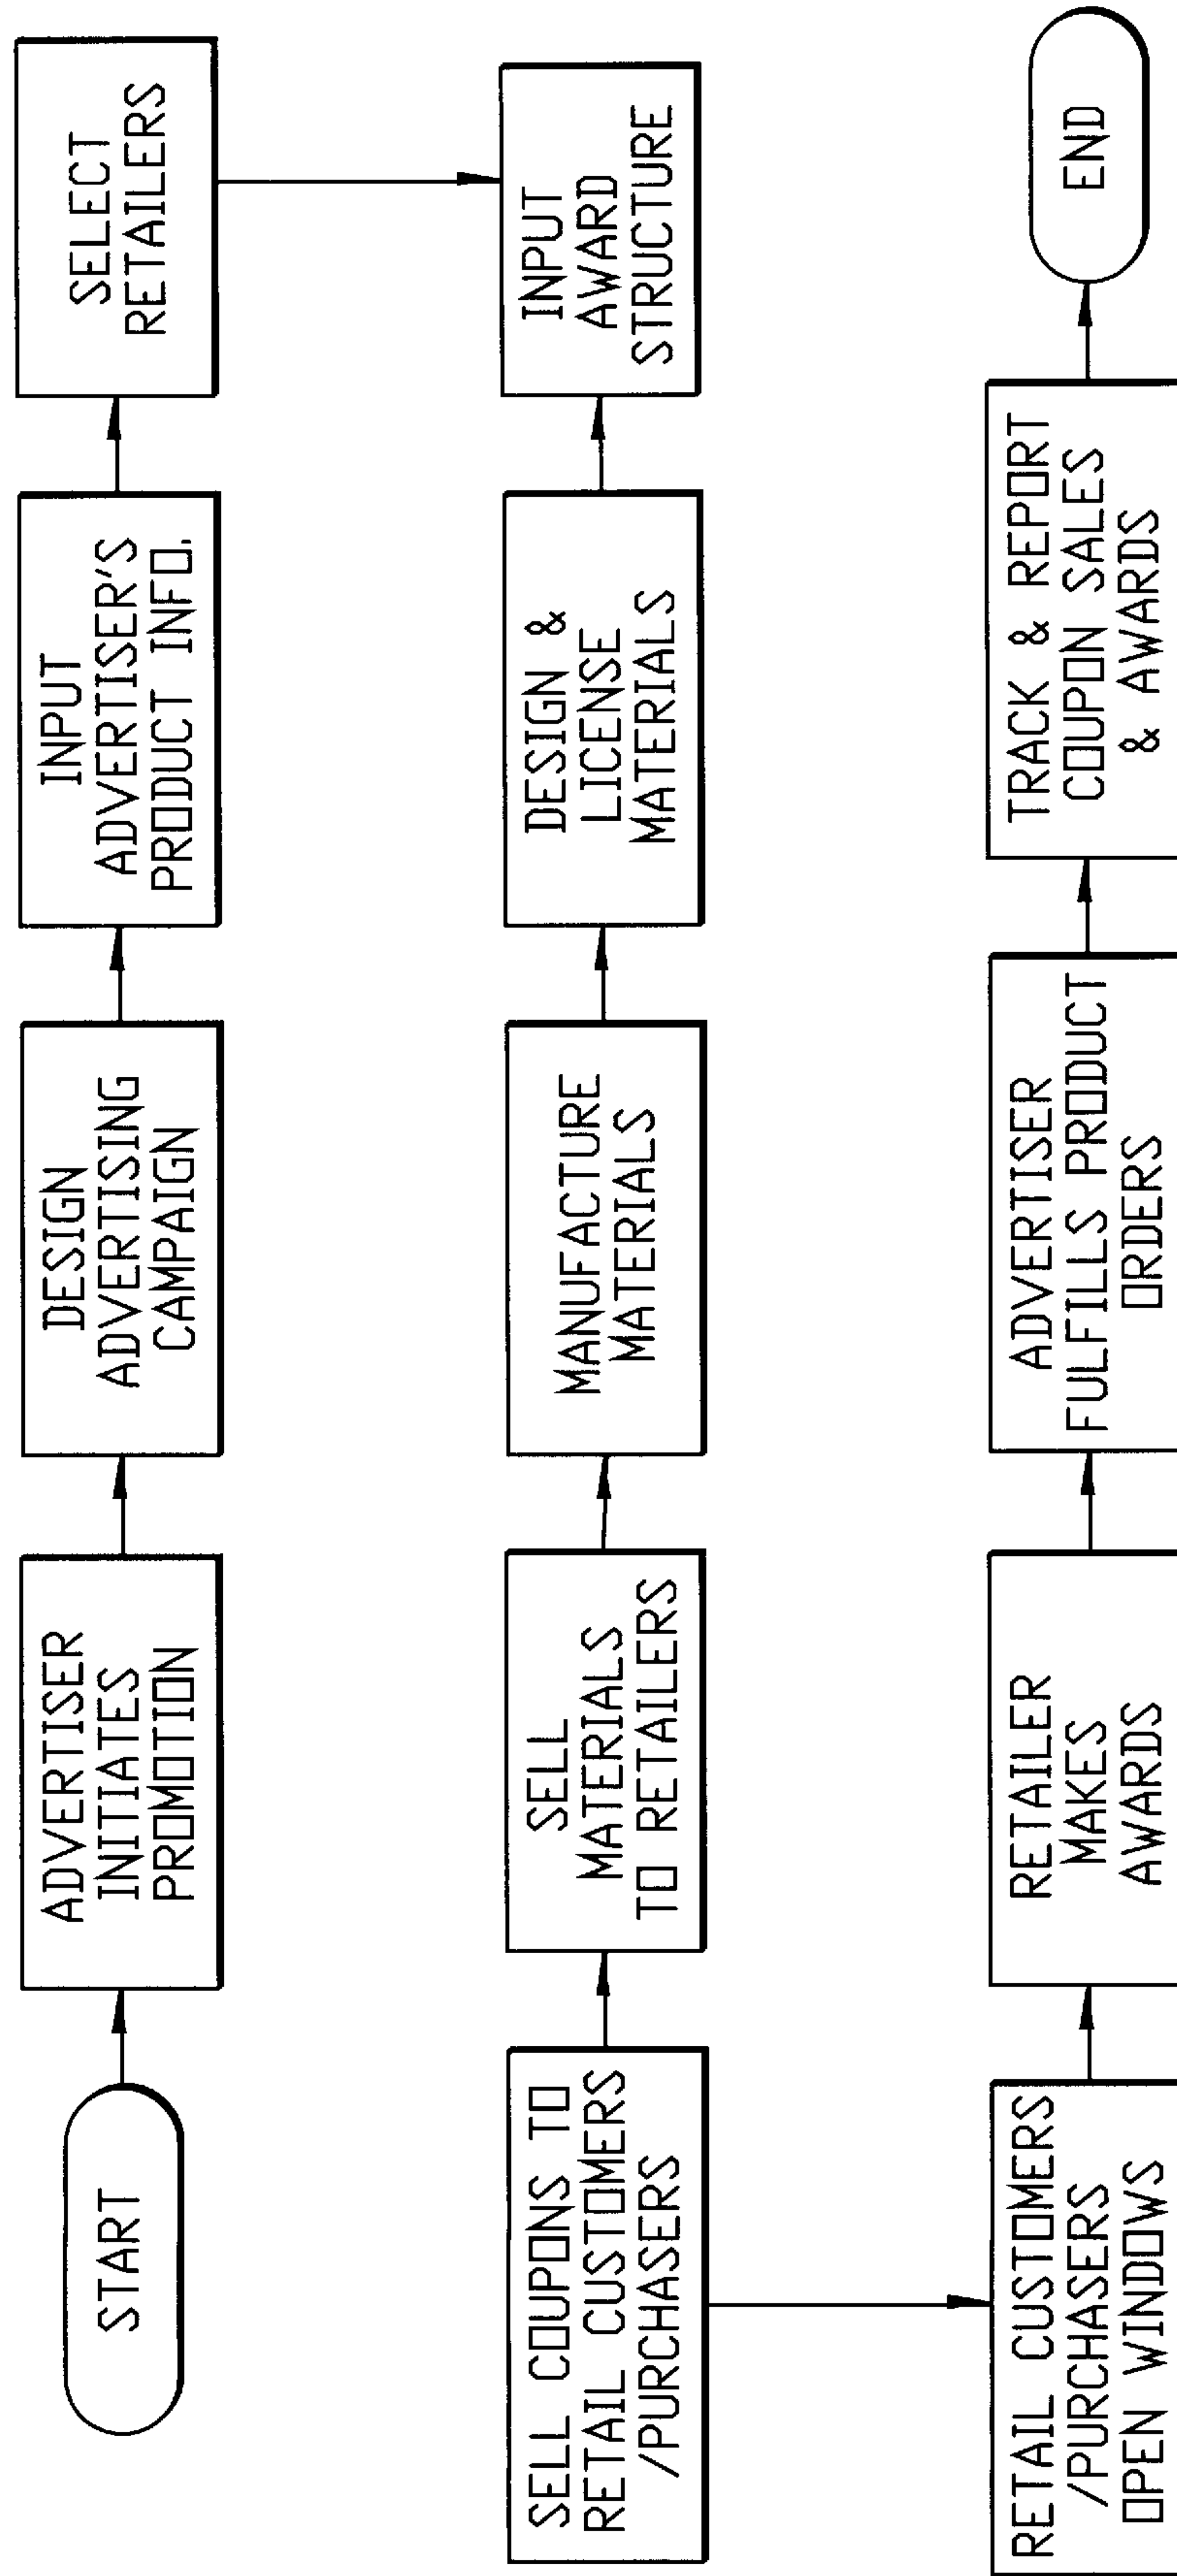 START
ADVERTISER
INITIATES
PROMOTION
DESIGN
ADVERTISING
CAMPAIGN
INPUT
ADVERTISER'S
PRODUCT INFO.
SELECT
RETAILERS
SELL COUPONS TO
RETAIL CUSTOMERS
/PURCHASERS
SELL
MATERIALS
TO RETAILERS
MANUFACTURE
MATERIALS
DESIGN &
LICENSE
MATERIALS
INPUT
AWARD
STRUCTURE
RETAIL CUSTOMERS
/PURCHASERS
OPEN WINDOWS
RETAILER
MAKES
AWARDS
ADVERTISER
FULFILLS PRODUCT
ORDERS
TRACK & REPORT
COUPON SALES
& AWARDS
END